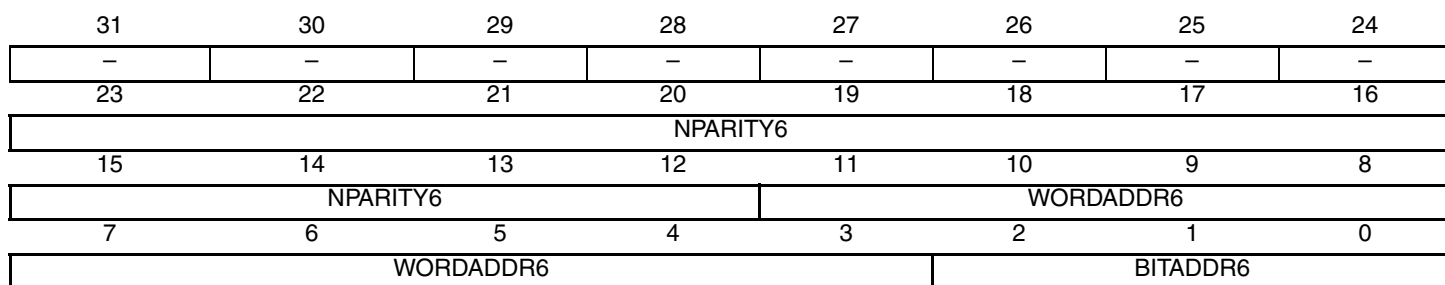 31 30 29 28 27 26 25 24
– – – – – – – –
23 22 21 20 19 18 17 16
NPARITY6
15 14 13 12 11 10 9 8
NPARITY6 WORDADDR6
7 6 5 4 3 2 1 0
WORDADDR6 BITADDR6